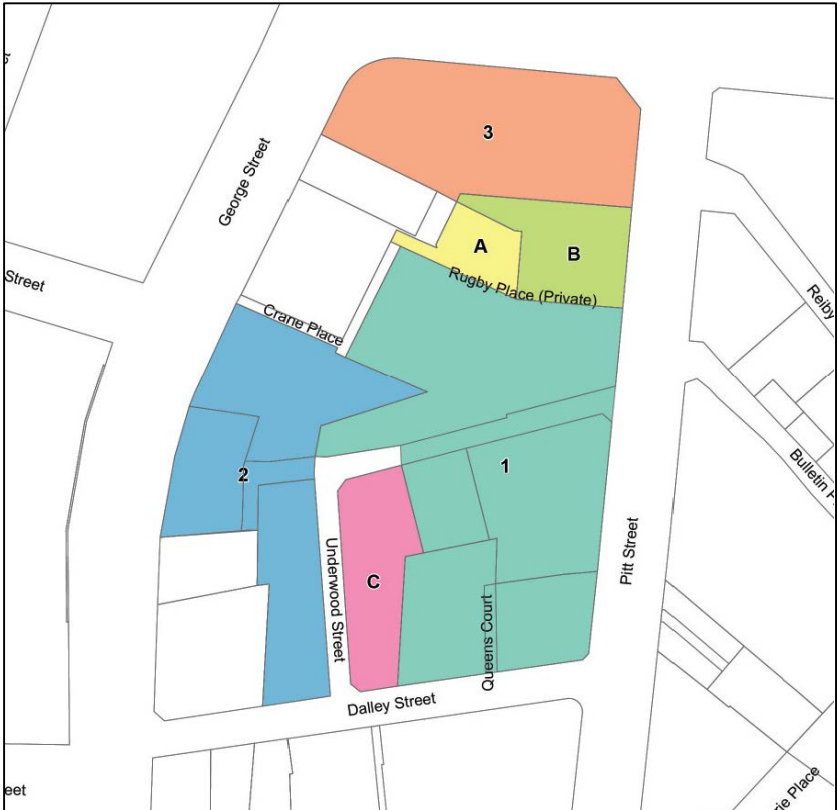 3
George Street
A
B
Rugby Place (Private)
Street
Crane Place
2
1
Underwood Street
C
Queens Court
Pitt Street
Dalley Street
Reiby
Bulletin P
eet
rie Place